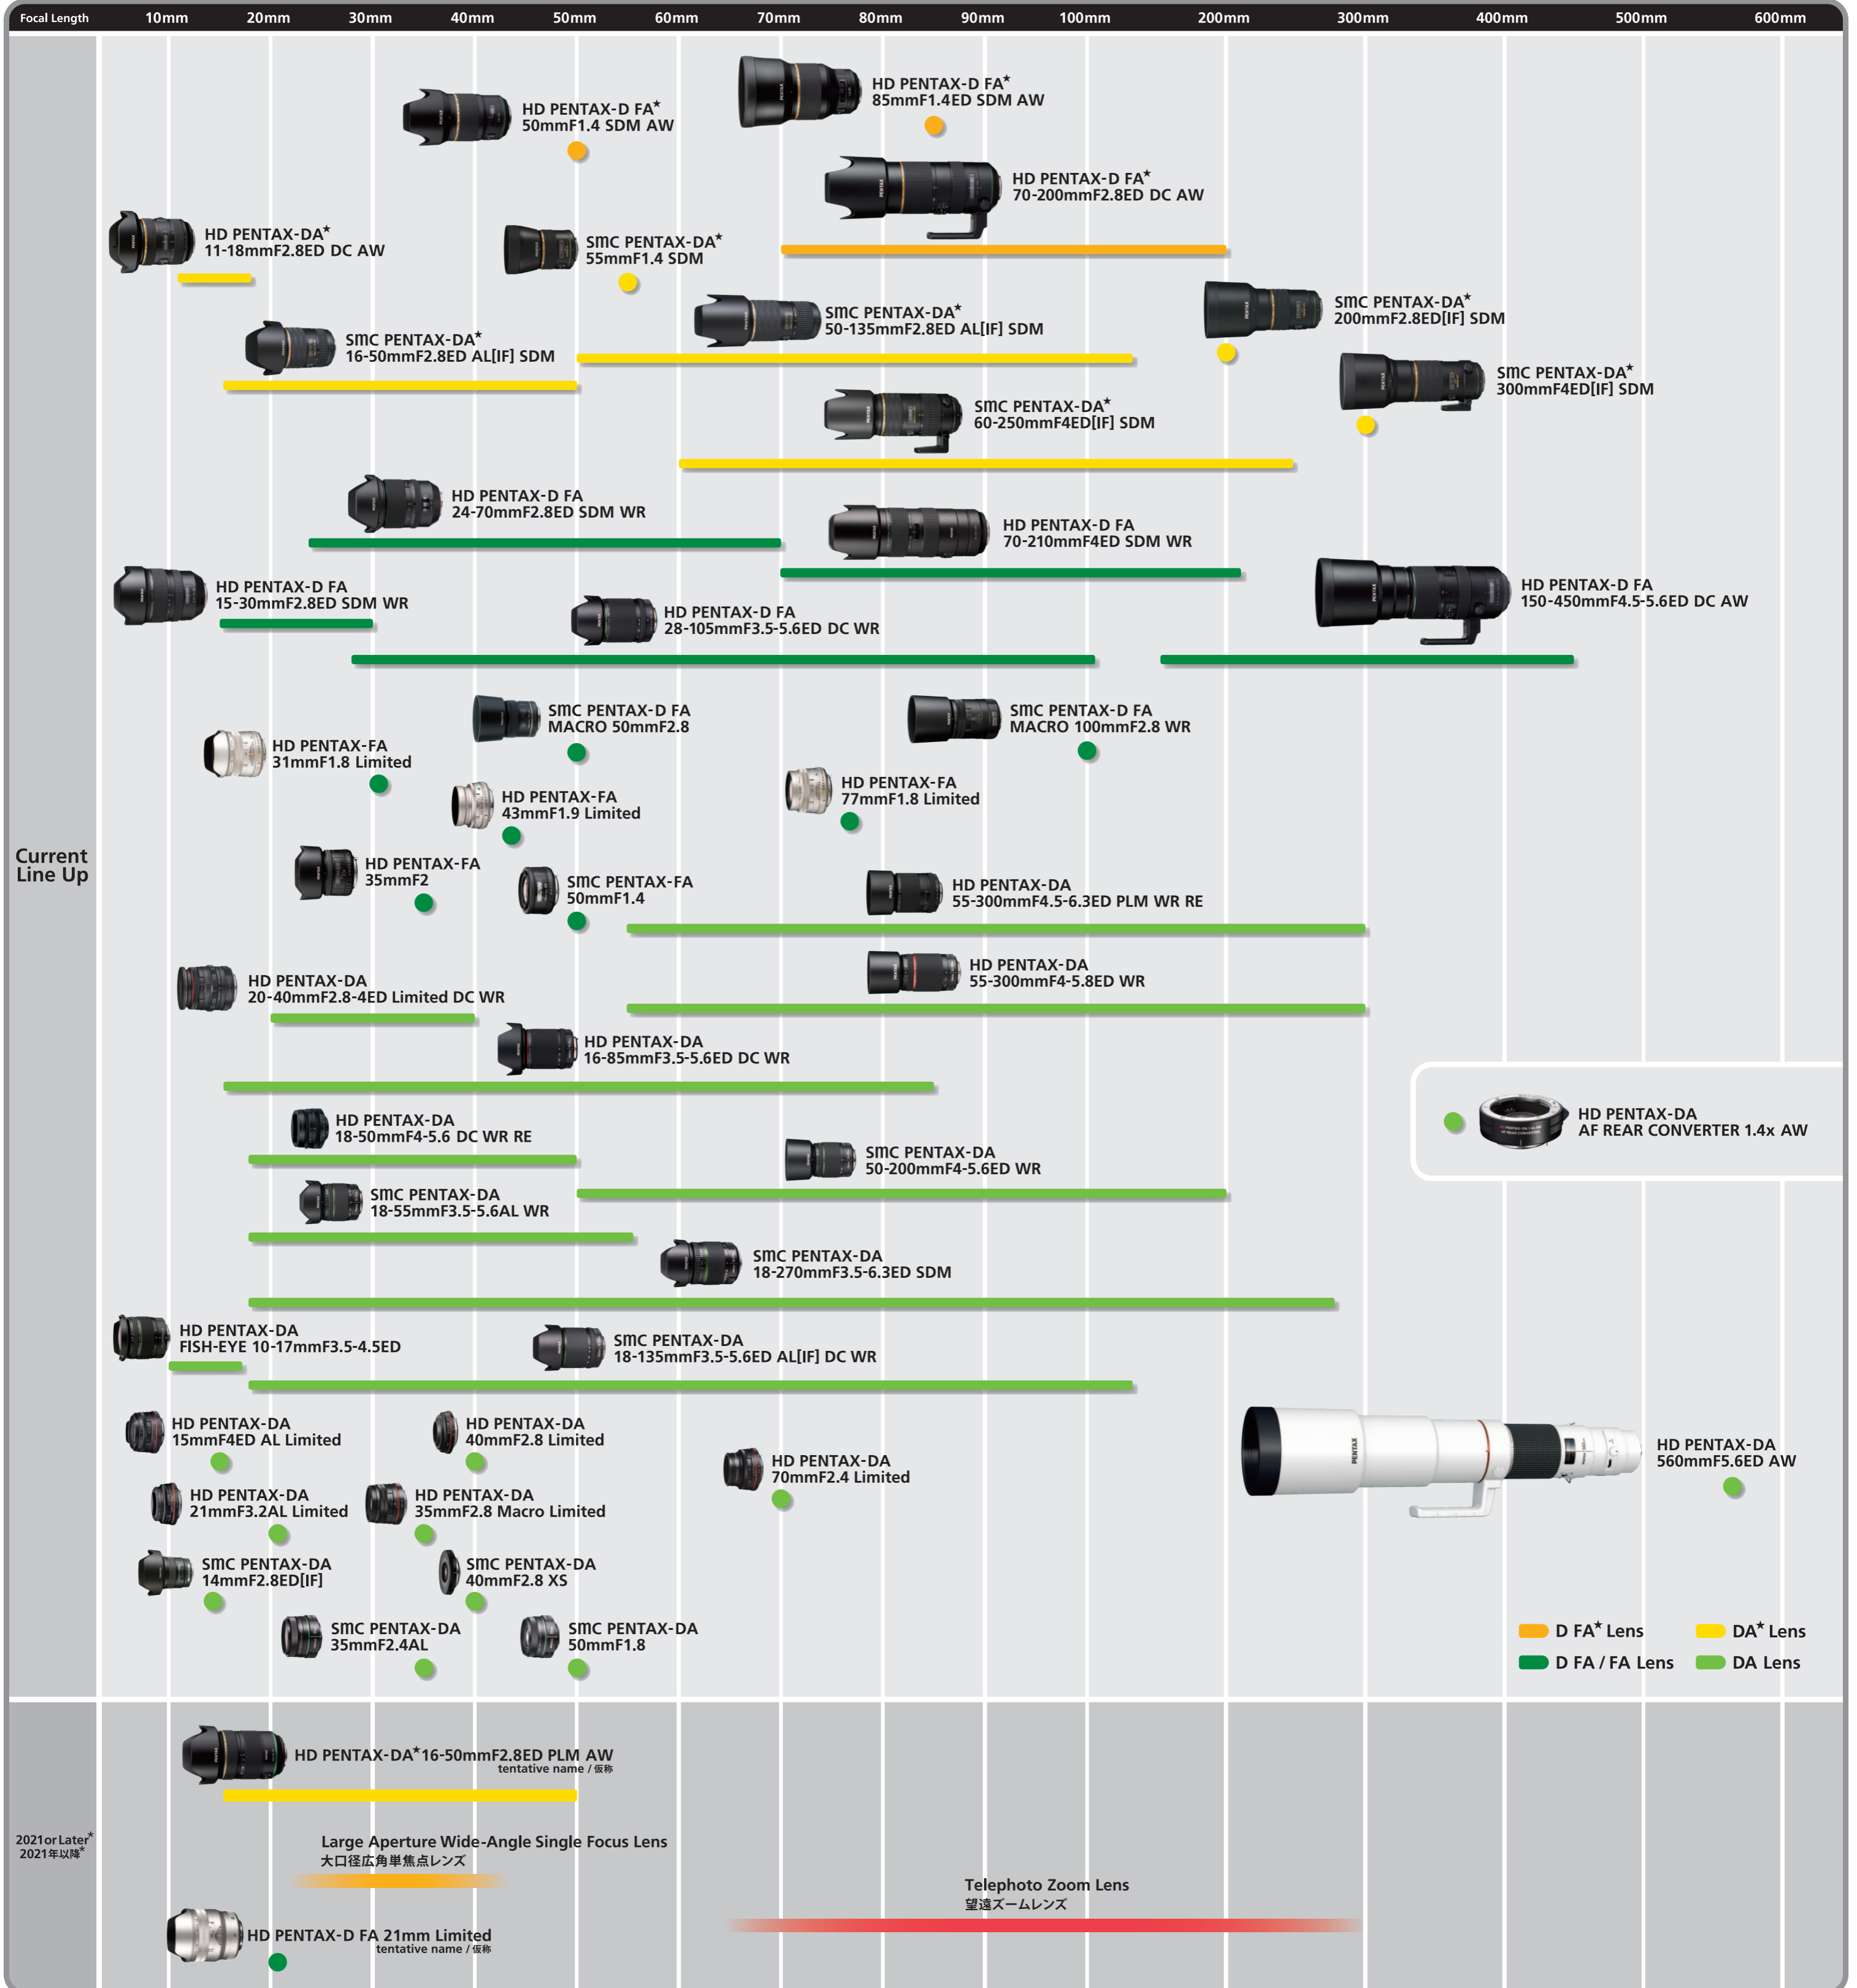 Focal Length 10mm 20mm 30mm 40mm 50mm 60mm 70mm 80mm 90mm 100mm 200mm 300mm 400mm 500mm 600mm
Current
Line Up
HD PENTAX-D FA★
85mmF1.4ED SDM AW
HD PENTAX-D FA★
50mmF1.4 SDM AW
HD PENTAX-D FA★
70-200mmF2.8ED DC AW
HD PENTAX-DA★
11-18mmF2.8ED DC AW
SMC PENTAX-DA★
55mmF1.4 SDM
SMC PENTAX-DA★
200mmF2.8ED[IF] SDM
SMC PENTAX-DA★
50-135mmF2.8ED AL[IF] SDM
SMC PENTAX-DA★
16-50mmF2.8ED AL[IF] SDM
SMC PENTAX-DA★
300mmF4ED[IF] SDM
SMC PENTAX-DA★
60-250mmF4ED[IF] SDM
HD PENTAX-D FA
24-70mmF2.8ED SDM WR
HD PENTAX-D FA
70-210mmF4ED SDM WR
HD PENTAX-D FA
15-30mmF2.8ED SDM WR
HD PENTAX-D FA
150-450mmF4.5-5.6ED DC AW
HD PENTAX-D FA
28-105mmF3.5-5.6ED DC WR
SMC PENTAX-D FA
MACRO 50mmF2.8
SMC PENTAX-D FA
MACRO 100mmF2.8 WR
HD PENTAX-FA
31mmF1.8 Limited
HD PENTAX-FA
77mmF1.8 Limited
HD PENTAX-FA
43mmF1.9 Limited
HD PENTAX-FA
35mmF2
SMC PENTAX-FA
50mmF1.4
HD PENTAX-DA
55-300mmF4.5-6.3ED PLM WR RE
HD PENTAX-DA
55-300mmF4-5.8ED WR
HD PENTAX-DA
20-40mmF2.8-4ED Limited DC WR
HD PENTAX-DA
16-85mmF3.5-5.6ED DC WR
HD PENTAX-DA
AF REAR CONVERTER 1.4x AW
HD PENTAX-DA
18-50mmF4-5.6 DC WR RE
SMC PENTAX-DA
50-200mmF4-5.6ED WR
SMC PENTAX-DA
18-55mmF3.5-5.6AL WR
SMC PENTAX-DA
18-270mmF3.5-6.3ED SDM
HD PENTAX-DA
FISH-EYE 10-17mmF3.5-4.5ED
SMC PENTAX-DA
18-135mmF3.5-5.6ED AL[IF] DC WR
HD PENTAX-DA
15mmF4ED AL Limited
HD PENTAX-DA
40mmF2.8 Limited
HD PENTAX-DA
70mmF2.4 Limited
PENTAX
HD PENTAX-DA
560mmF5.6ED AW
HD PENTAX-DA
21mmF3.2AL Limited
HD PENTAX-DA
35mmF2.8 Macro Limited
SMC PENTAX-DA
14mmF2.8ED[IF]
SMC PENTAX-DA
40mmF2.8 XS
SMC PENTAX-DA
35mmF2.4AL
SMC PENTAX-DA
50mmF1.8
D FA★ Lens DA★ Lens
D FA / FA Lens DA Lens
2021or Later*
2021年以降*
HD PENTAX-DA★16-50mmF2.8ED PLM AW
tentative name / 仮称
Large Aperture Wide-Angle Single Focus Lens
大口径広角単焦点レンズ
Telephoto Zoom Lens
望遠ズームレンズ
HD PENTAX-D FA 21mm Limited
tentative name / 仮称